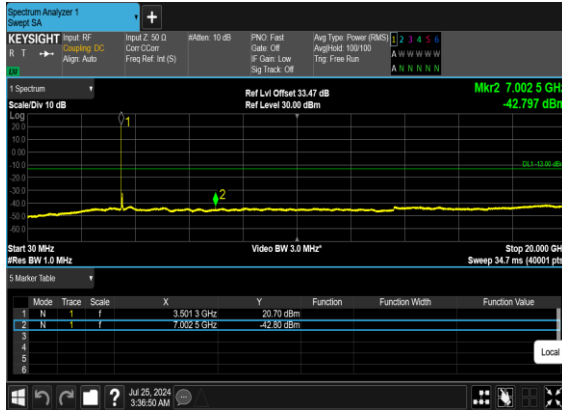 Spectrum Analyzer 1
Swept SA
+
KEYSIGHT Input: RF Input Z: 50 Ω #Atten: 10 dB PNO: Fast Avg Type: Power (RMS) 1 2 3 4 5 6
R T Coupling: DC Corr CCorr Gate: Off Avg|Hold: 100/100 A W W W W W
Align: Auto Freq Ref: Int (S) IF Gain: Low Trig: Free Run
Sig Track: Off A N N N N N
1 Spectrum Ref Lvl Offset 33.47 dB Mkr2 7.002 5 GHz
Scale/Div 10 dB Ref Level 30.00 dBm -42.797 dBm
Log
1
20.0
10.0
0.00
-10.0 DL1 -13.00 dBm
-20.0
-30.0
2
-40.0
-50.0
-60.0
Start 30 MHz Video BW 3.0 MHz* Stop 20.000 GHz
#Res BW 1.0 MHz Sweep 34.7 ms (40001 pts)
5 Marker Table
Mode Trace Scale X Y Function Function Width Function Value
1 N 1 f 3.501 3 GHz 20.70 dBm
2 N 1 f 7.002 5 GHz -42.80 dBm
3
4
5
6
Local
? Jul 25, 2024
3:36:50 AM